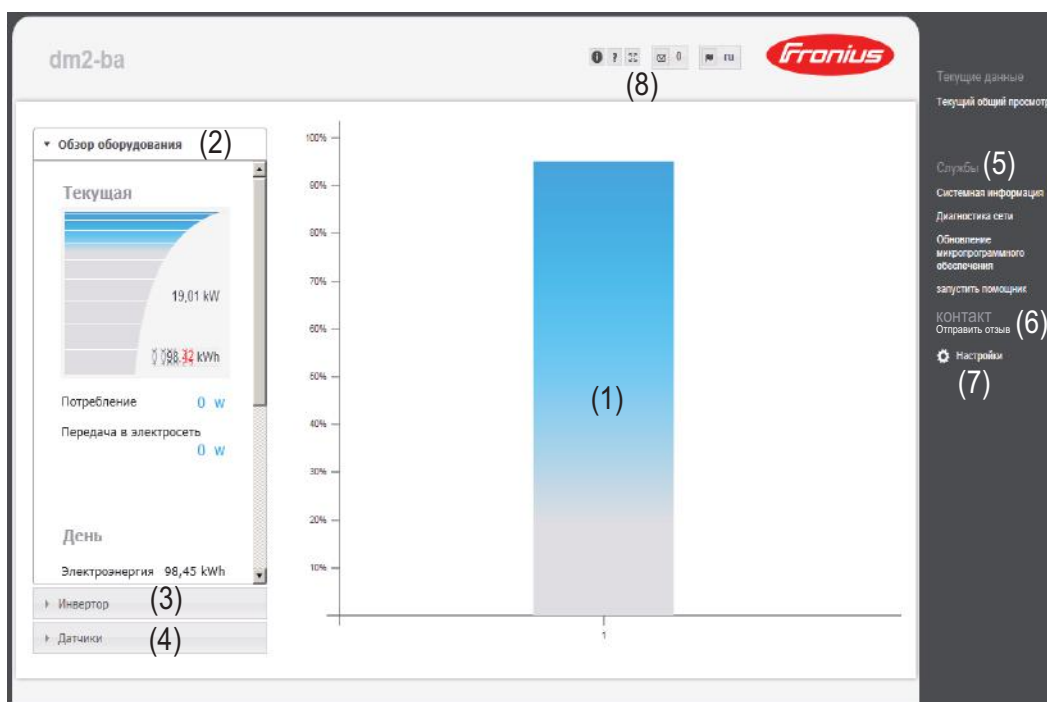 dm2-ba
? 0 ru
Fronius
(8)
Обзор оборудования (2)
Текущая
19,01 kW
98.42 kWh
Потребление 0 w
Передача в электросеть
0 w
День
Электроэнергия 98,45 kWh
Инвертор (3)
Датчики (4)
100%
90%
80%
70%
60%
50%
40%
30%
20%
10%
(1)
1
Текущие данные
Текущий общий просмотр
Службы (5)
Системная информация
Диагностика сети
Обновление
микропрограммного
обеспечения
запустить помощник
КОНТАКТ
Отправить отзыв (6)
Настройки
(7)